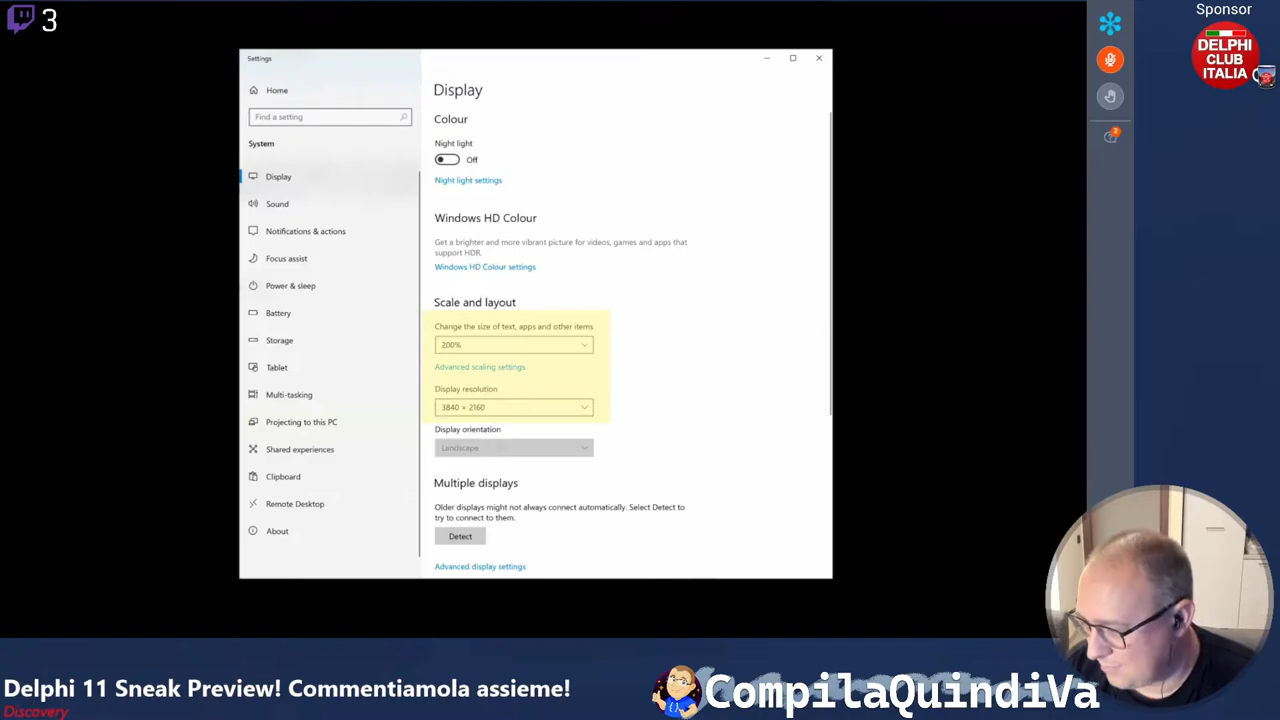 3
Sponsor
DELPHI
CLUB
ITALIA
2
Settings
Home
Find a setting
System
Display
Sound
Notifications & actions
Focus assist
Power & sleep
Battery
Storage
Tablet
Multi-tasking
Projecting to this PC
Shared experiences
Clipboard
Remote Desktop
About
Display
Colour
Night light
Off
Night light settings
Windows HD Colour
Get a brighter and more vibrant picture for videos, games and apps that
support HDR.
Windows HD Colour settings
Scale and layout
Change the size of text, apps and other items
200%
Advanced scaling settings
Display resolution
3840 × 2160
Display orientation
Landscape
Multiple displays
Older displays might not always connect automatically. Select Detect to
try to connect to them.
Detect
Advanced display settings
Delphi 11 Sneak Preview! Commentiamola assieme!
Discovery
CompilaQuindiVa